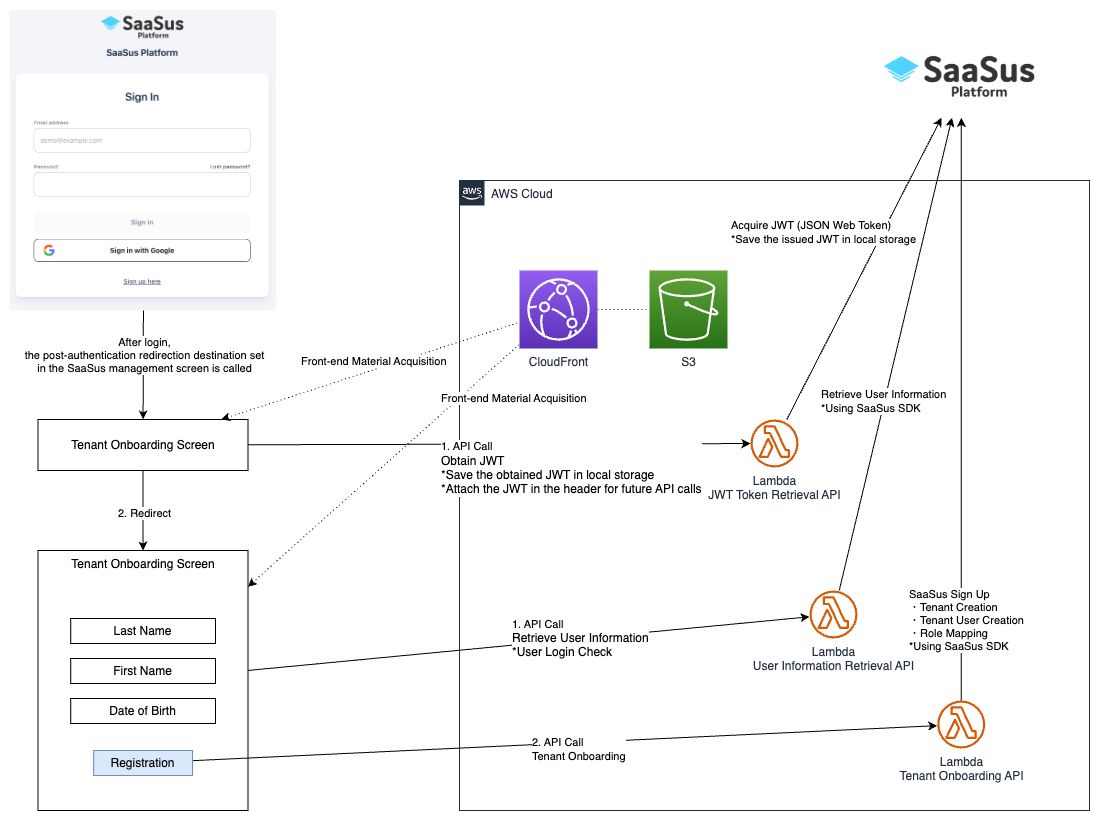 SaaSus
Platform
SaaSus Platform
Sign In
Email address
demo@example.com
Password
Lost password?
Sign in
Sign in with Google
Sign up here
SaaSus
Platform
aws
AWS Cloud
Acquire JWT (JSON Web Token)
*Save the issued JWT in local storage
CloudFront
S3
After login,
the post-authentication redirection destination set
in the SaaSus management screen is called
Front-end Material Acquisition
Front-end Material Acquisition
Retrieve User Information
*Using SaaSus SDK
Tenant Onboarding Screen
1. API Call
Obtain JWT
*Save the obtained JWT in local storage
*Attach the JWT in the header for future API calls
Lambda
JWT Token Retrieval API
2. Redirect
Tenant Onboarding Screen
Last Name
First Name
Date of Birth
Registration
1. API Call
Retrieve User Information
*User Login Check
Lambda
User Information Retrieval API
SaaSus Sign Up
・Tenant Creation
・Tenant User Creation
・Role Mapping
*Using SaaSus SDK
2. API Call
Tenant Onboarding
Lambda
Tenant Onboarding API